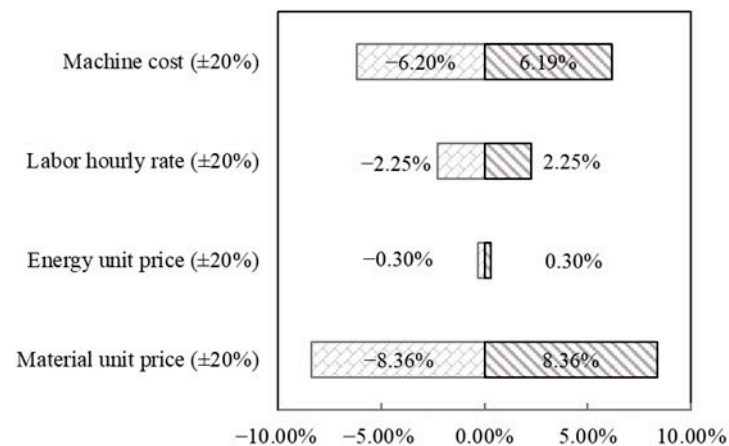 Machine cost (±20%)
−6.20%
6.19%
Labor hourly rate (±20%)
−2.25%
2.25%
Energy unit price (±20%)
−0.30%
0.30%
Material unit price (±20%)
−8.36%
8.36%
−10.00% −5.00% 0.00% 5.00% 10.00%